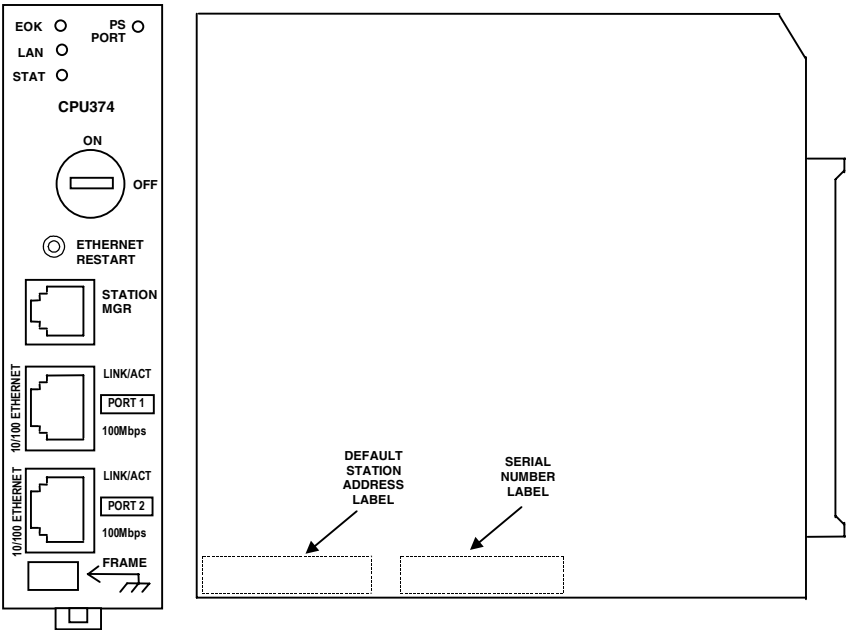 EOK
PS
PORT
LAN
STAT
CPU374
ON
OFF
ETHERNET
RESTART
STATION
MGR
10/100 ETHERNET
LINK/ACT
PORT 1
100Mbps
10/100 ETHERNET
LINK/ACT
PORT 2
100Mbps
FRAME
DEFAULT
STATION
ADDRESS
LABEL
SERIAL
NUMBER
LABEL